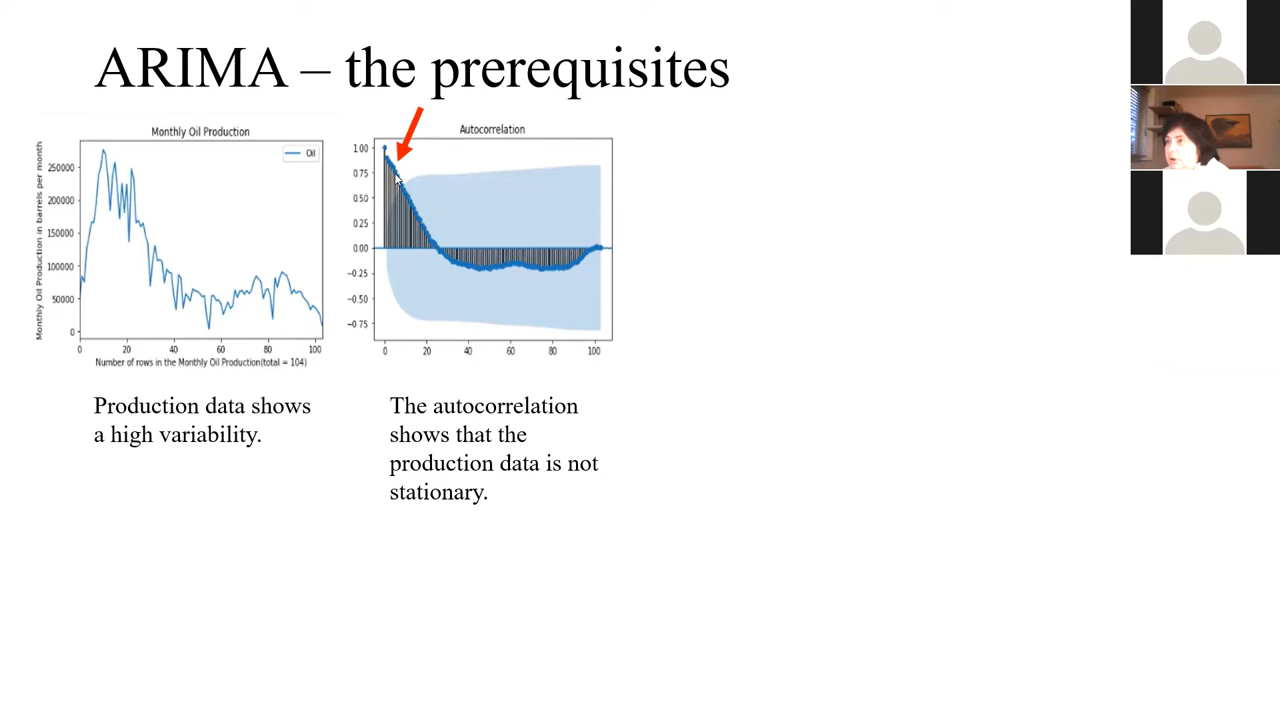 ARIMA – the prerequisites
Monthly Oil Production
Monthly Oil Production in barrels per month
250000
200000
150000
100000
50000
0
Oil
0 20 40 60 80 100
Number of rows in the Monthly Oil Production(total = 104)
Autocorrelation
1.00
0.75
0.50
0.25
0.00
−0.25
−0.50
−0.75
0 20 40 60 80 100
Production data shows
a high variability.
The autocorrelation
shows that the
production data is not
stationary.